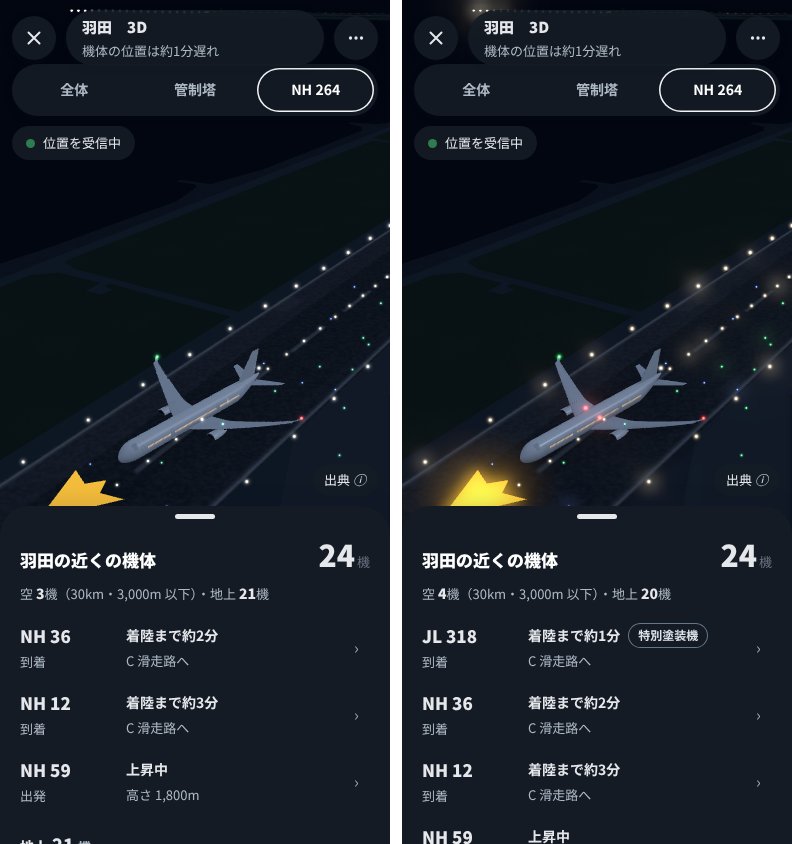 羽田 3D
機体の位置は約1分遅れ
全体
管制塔
NH 264
位置を受信中
出典
羽田の近くの機体
24機
空 3機（30km・3,000m 以下）・地上 21機
NH 36
着陸まで約2分
到着
C 滑走路へ
NH 12
着陸まで約3分
到着
C 滑走路へ
NH 59
上昇中
出発
高さ 1,800m
地上 21 機
羽田 3D
機体の位置は約1分遅れ
全体
管制塔
NH 264
位置を受信中
出典
羽田の近くの機体
24機
空 4機（30km・3,000m 以下）・地上 20機
JL 318
着陸まで約1分
特別塗装機
到着
C 滑走路へ
NH 36
着陸まで約2分
到着
C 滑走路へ
NH 12
着陸まで約3分
到着
C 滑走路へ
NH 59
上昇中